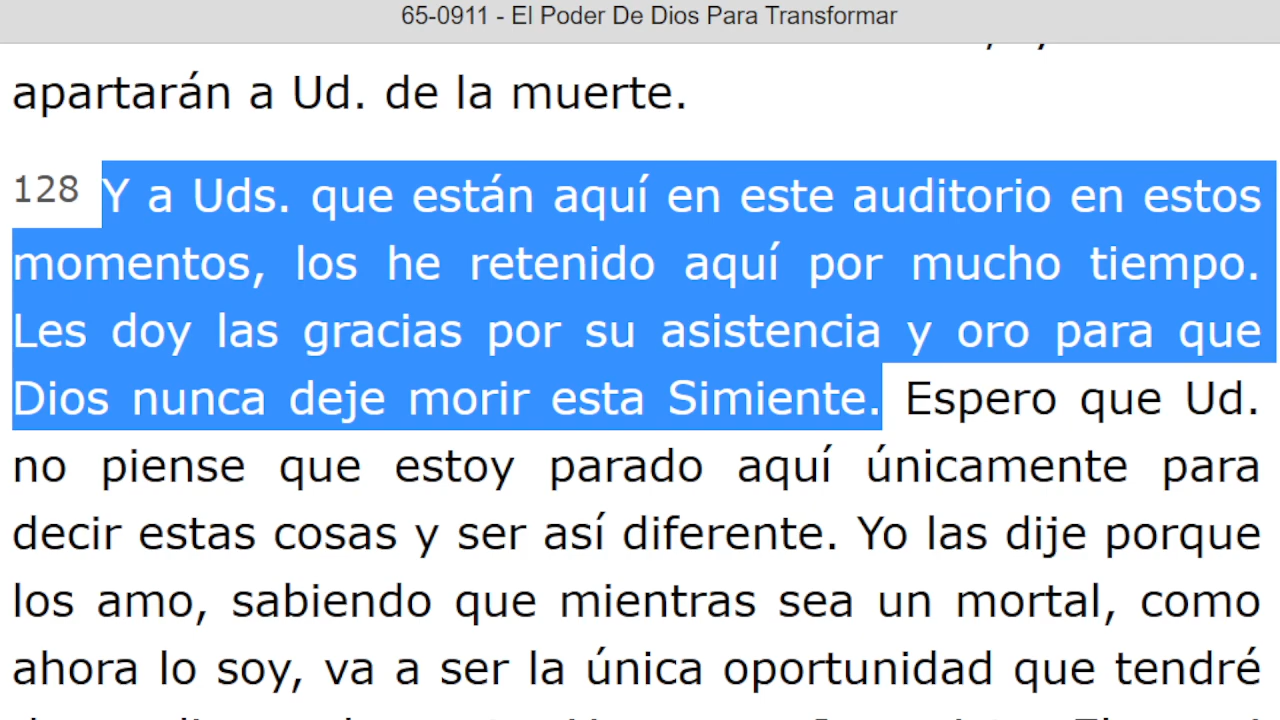 65-0911 - El Poder De Dios Para Transformar
apartarán a Ud. de la muerte.
128 Y a Uds. que están aquí en este auditorio en estos
momentos, los he retenido aquí por mucho tiempo.
Les doy las gracias por su asistencia y oro para que
Dios nunca deje morir esta Simiente. Espero que Ud.
no piense que estoy parado aquí únicamente para
decir estas cosas y ser así diferente. Yo las dije porque
los amo, sabiendo que mientras sea un mortal, como
ahora lo soy, va a ser la única oportunidad que tendré